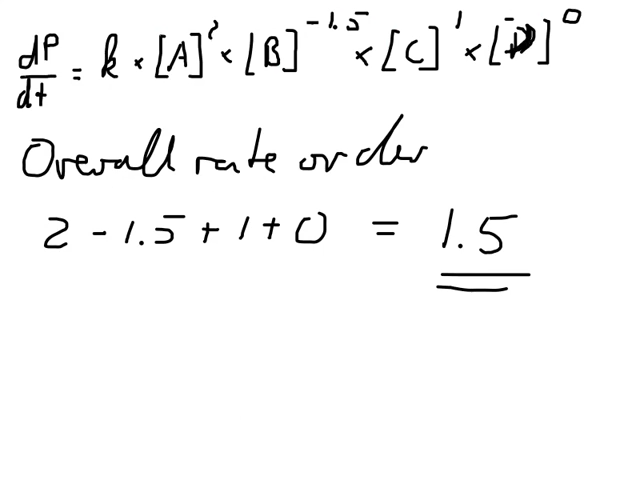 dP/dt = k × [A]² × [B]^-1.5 × [C]^1 × [D]^0
Overall rate order
2 - 1.5 + 1 + 0 = 1.5